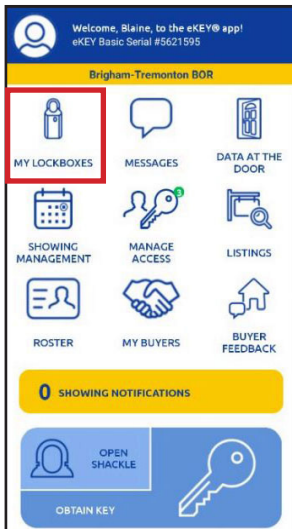 Welcome, Blaine, to the eKEY® app!
eKEY Basic Serial #5621595
Brigham-Tremonton BOR
MY LOCKBOXES
MESSAGES
DATA AT THE
DOOR
3
SHOWING
MANAGEMENT
MANAGE
ACCESS
LISTINGS
ROSTER
MY BUYERS
BUYER
FEEDBACK
0 SHOWING NOTIFICATIONS
OPEN
SHACKLE
OBTAIN KEY